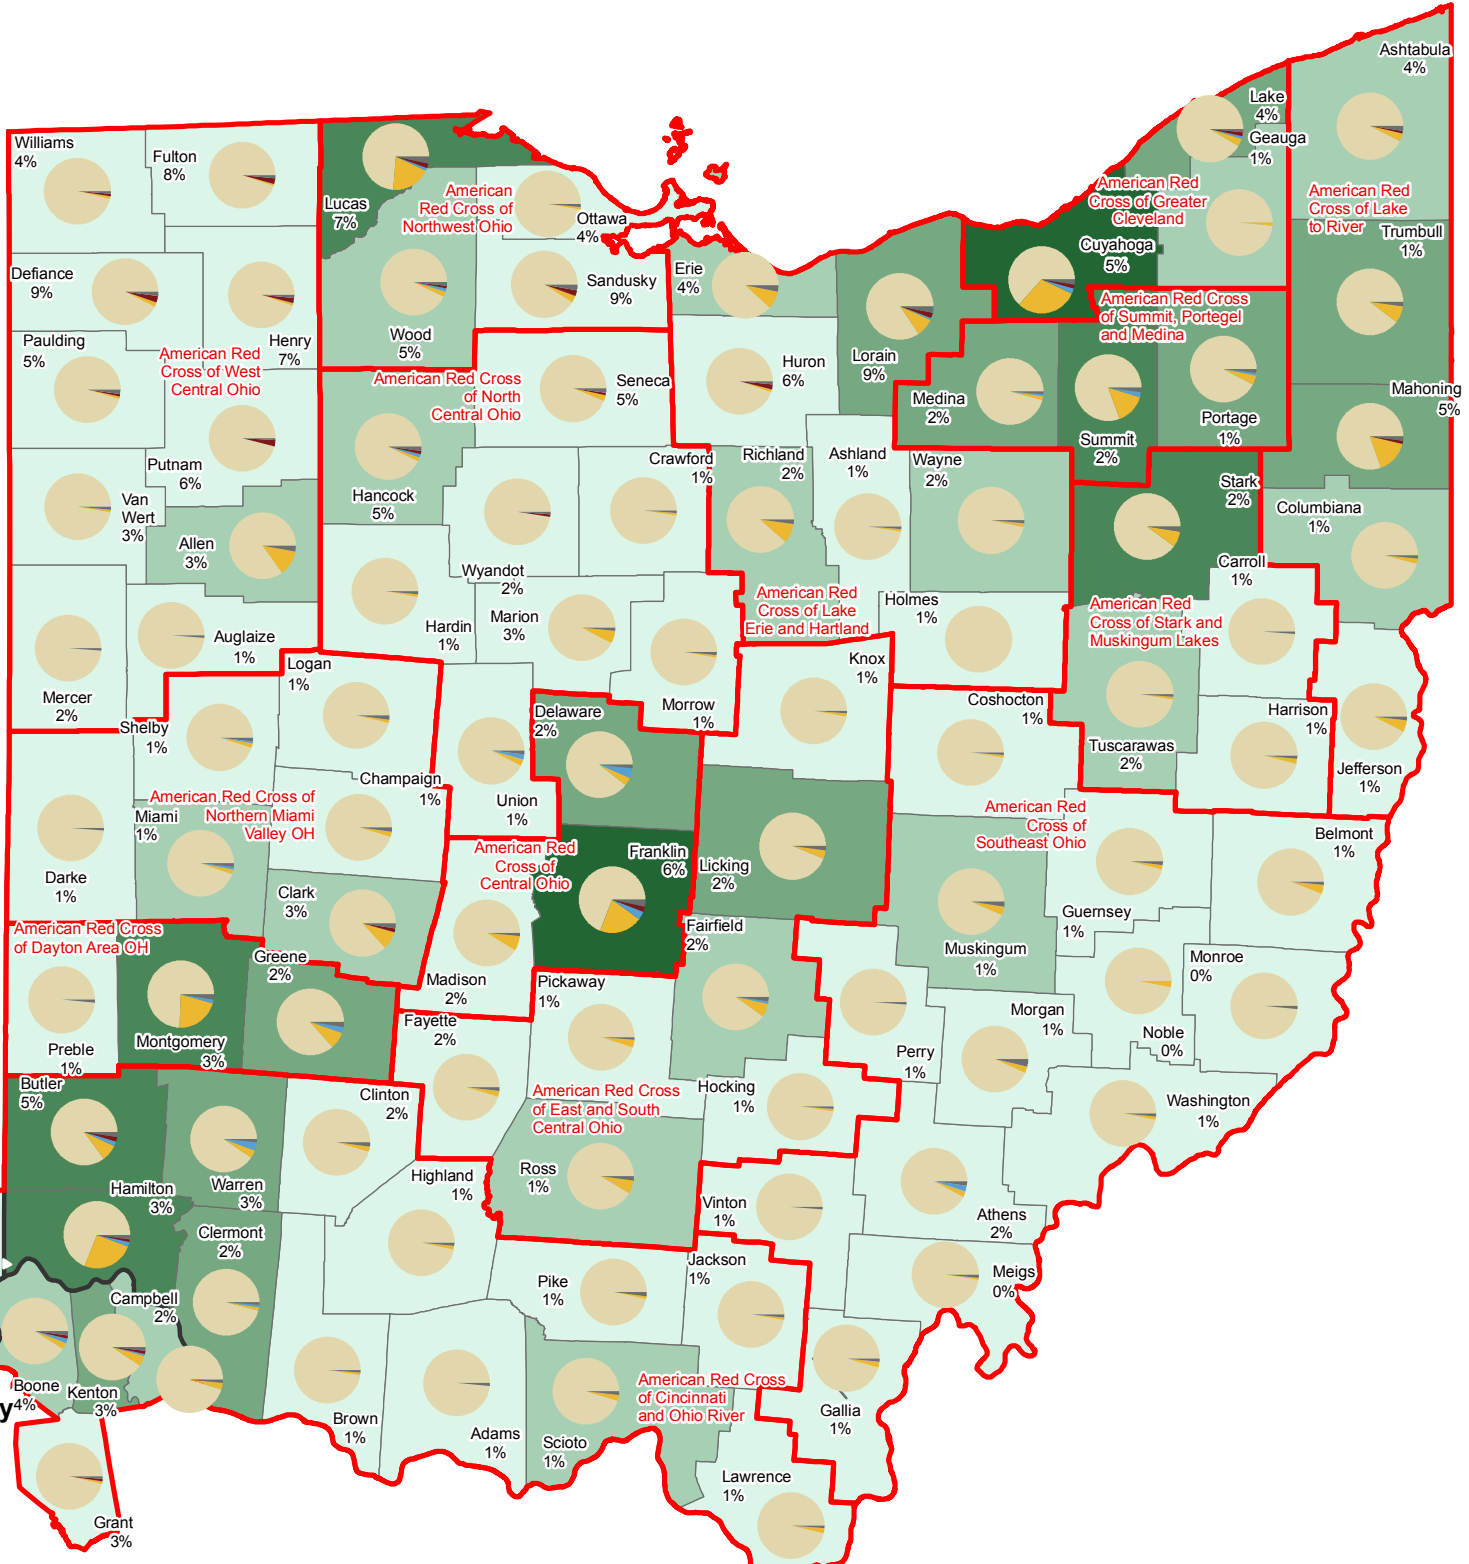 Ashtabula
4%
Lake
4%
Geauga
1%
Williams
4%
Fulton
8%
Lucas
7%
American
Red Cross of
Northwest Ohio
Ottawa
4%
American Red
Cross of Greater
Cleveland
American Red
Cross of Lake
to River
Trumbull
1%
Cuyahoga
5%
Defiance
9%
Sandusky
9%
Erie
4%
American Red Cross
of Summit, Portegel
and Medina
Wood
5%
Henry
7%
Paulding
5%
American Red
Cross of West
Central Ohio
American Red Cross
of North
Central Ohio
Seneca
5%
Huron
6%
Lorain
9%
Medina
2%
Summit
2%
Portage
1%
Mahoning
5%
Putnam
6%
Van
Wert
3%
Allen
3%
Hancock
5%
Crawford
1%
Richland
2%
Ashland
1%
Wayne
2%
Stark
2%
Columbiana
1%
Wyandot
2%
Carroll
1%
Auglaize
1%
Hardin
1%
Marion
3%
American Red
Cross of Lake
Erie and Hartland
Holmes
1%
American Red
Cross of Stark and
Muskingum Lakes
Mercer
2%
Logan
1%
Morrow
1%
Knox
1%
Coshocton
1%
Harrison
1%
Shelby
1%
Delaware
2%
Tuscarawas
2%
Jefferson
1%
Champaign
1%
Union
1%
Miami
1%
American Red Cross of
Northern Miami
Valley OH
American Red
Cross of
Southeast Ohio
Belmont
1%
Darke
1%
Clark
3%
American Red
Cross of
Central Ohio
Franklin
6%
Licking
2%
Guernsey
1%
American Red Cross
of Dayton Area OH
Greene
2%
Madison
2%
Pickaway
1%
Fairfield
2%
Muskingum
1%
Monroe
0%
Preble
1%
Montgomery
3%
Fayette
2%
Perry
1%
Morgan
1%
Noble
0%
Butler
5%
Clinton
2%
American Red Cross
of East and South
Central Ohio
Hocking
1%
Washington
1%
Hamilton
3%
Warren
3%
Highland
1%
Ross
1%
Vinton
1%
Athens
2%
Clermont
2%
Campbell
2%
Pike
1%
Jackson
1%
Meigs
0%
Boone
y4%
Kenton
3%
Brown
1%
Adams
1%
Scioto
1%
American Red Cross
of Cincinnati
and Ohio River
Gallia
1%
Lawrence
1%
Grant
3%